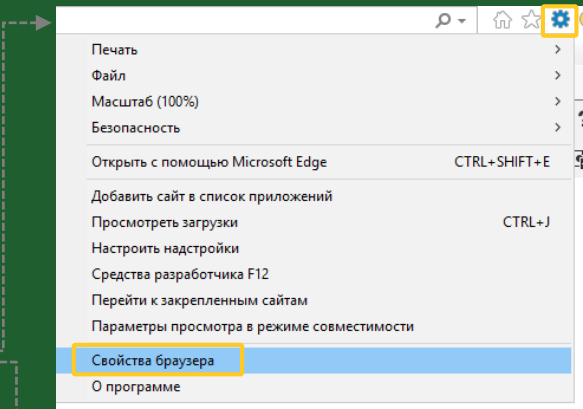 Печать
Файл
Масштаб (100%)
Безопасность
Открыть с помощью Microsoft Edge CTRL+SHIFT+E
Добавить сайт в список приложений
Просмотреть загрузки CTRL+J
Настроить надстройки
Средства разработчика F12
Перейти к закрепленным сайтам
Параметры просмотра в режиме совместимости
Свойства браузера
О программе